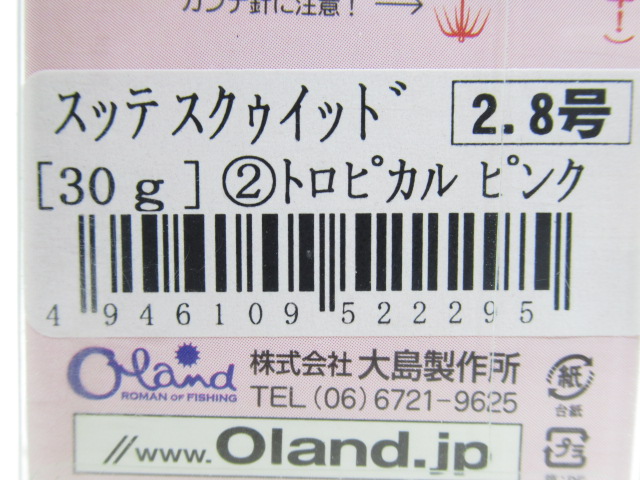 カンナ針に注意！
スッテ スクゥイッド 2.8号
[30ｇ] ②トロピカル ピンク
4 946109 522295
Oland
ROMAN OF FISHING
株式会社 大島製作所
TEL (06) 6721-9625
//www.Oland.jp
紙
台紙
プラ